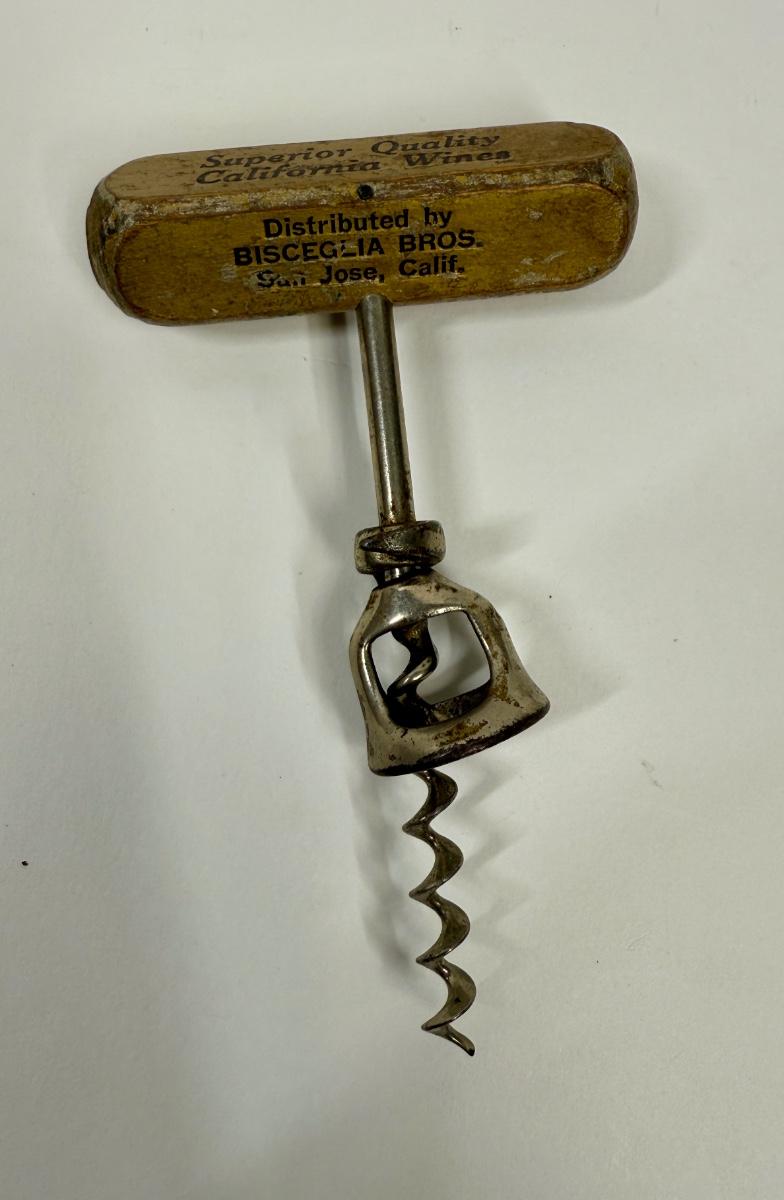 Superior Quality
California Wines
Distributed by
BISCEGLIA BROS.
San Jose, Calif.